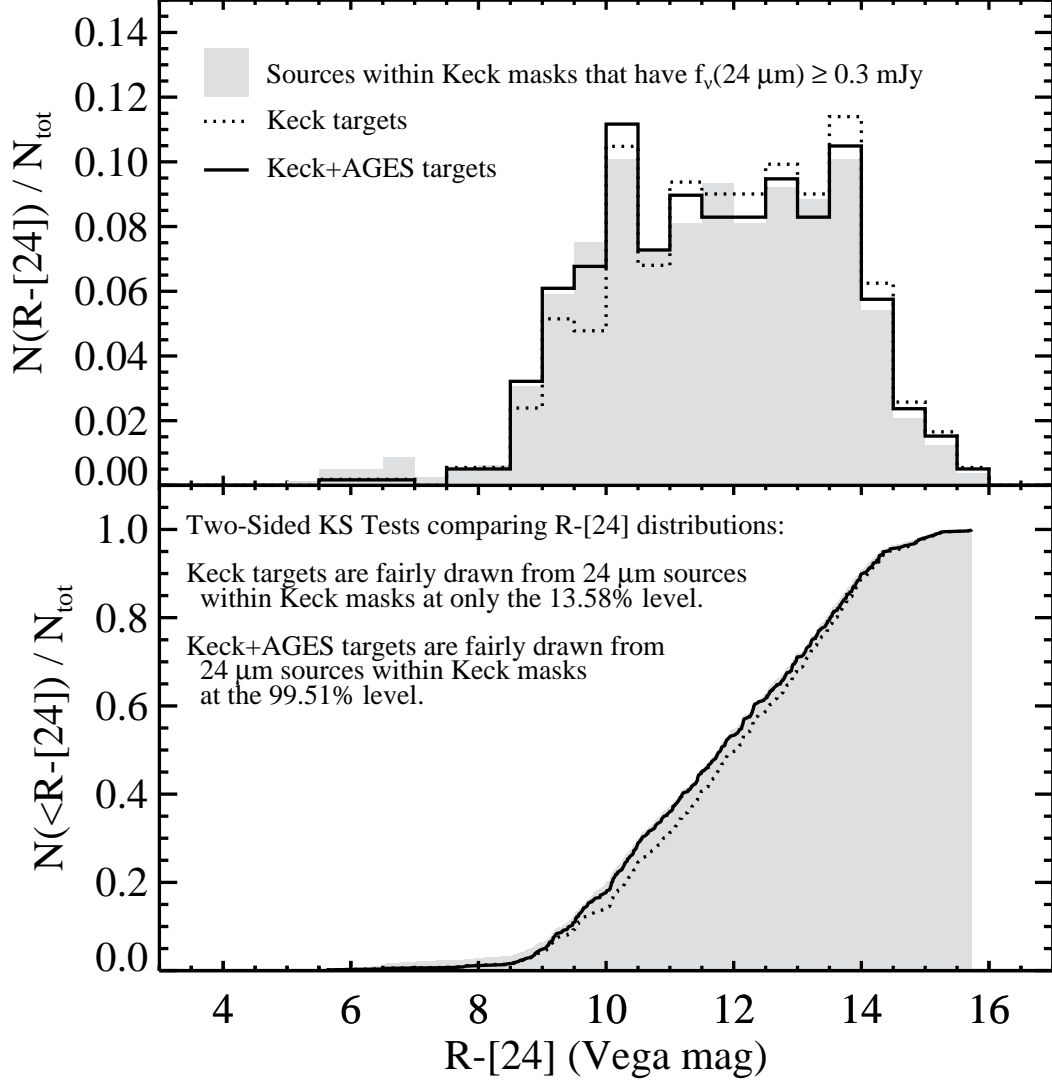 0.14
0.12
0.10
0.08
0.06
0.04
0.02
0.00
N(R-[24]) / N_tot
Sources within Keck masks that have f_ν(24 μm) ≥ 0.3 mJy
Keck targets
Keck+AGES targets
1.0
0.8
0.6
0.4
0.2
0.0
N(<R-[24]) / N_tot
Two-Sided KS Tests comparing R-[24] distributions:
Keck targets are fairly drawn from 24 μm sources
within Keck masks at only the 13.58% level.
Keck+AGES targets are fairly drawn from
24 μm sources within Keck masks
at the 99.51% level.
4 6 8 10 12 14 16
R-[24] (Vega mag)